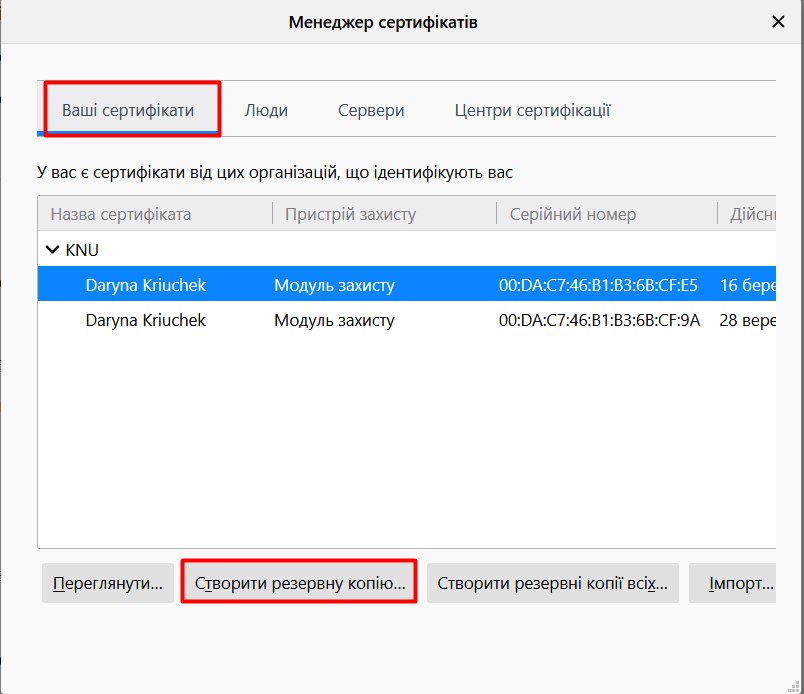 Менеджер сертифікатів
Ваші сертифікати Люди Сервери Центри сертифікації
У вас є сертифікати від цих організацій, що ідентифікують вас
Назва сертифіката Пристрій захисту Серійний номер Дійсн
KNU
Daryna Kriuchek Модуль захисту 00:DA:C7:46:B1:B3:6B:CF:E5 16 бере
Daryna Kriuchek Модуль захисту 00:DA:C7:46:B1:B3:6B:CF:9A 28 вере
Переглянути... Створити резервну копію... Створити резервні копії всіх... Імпорт...